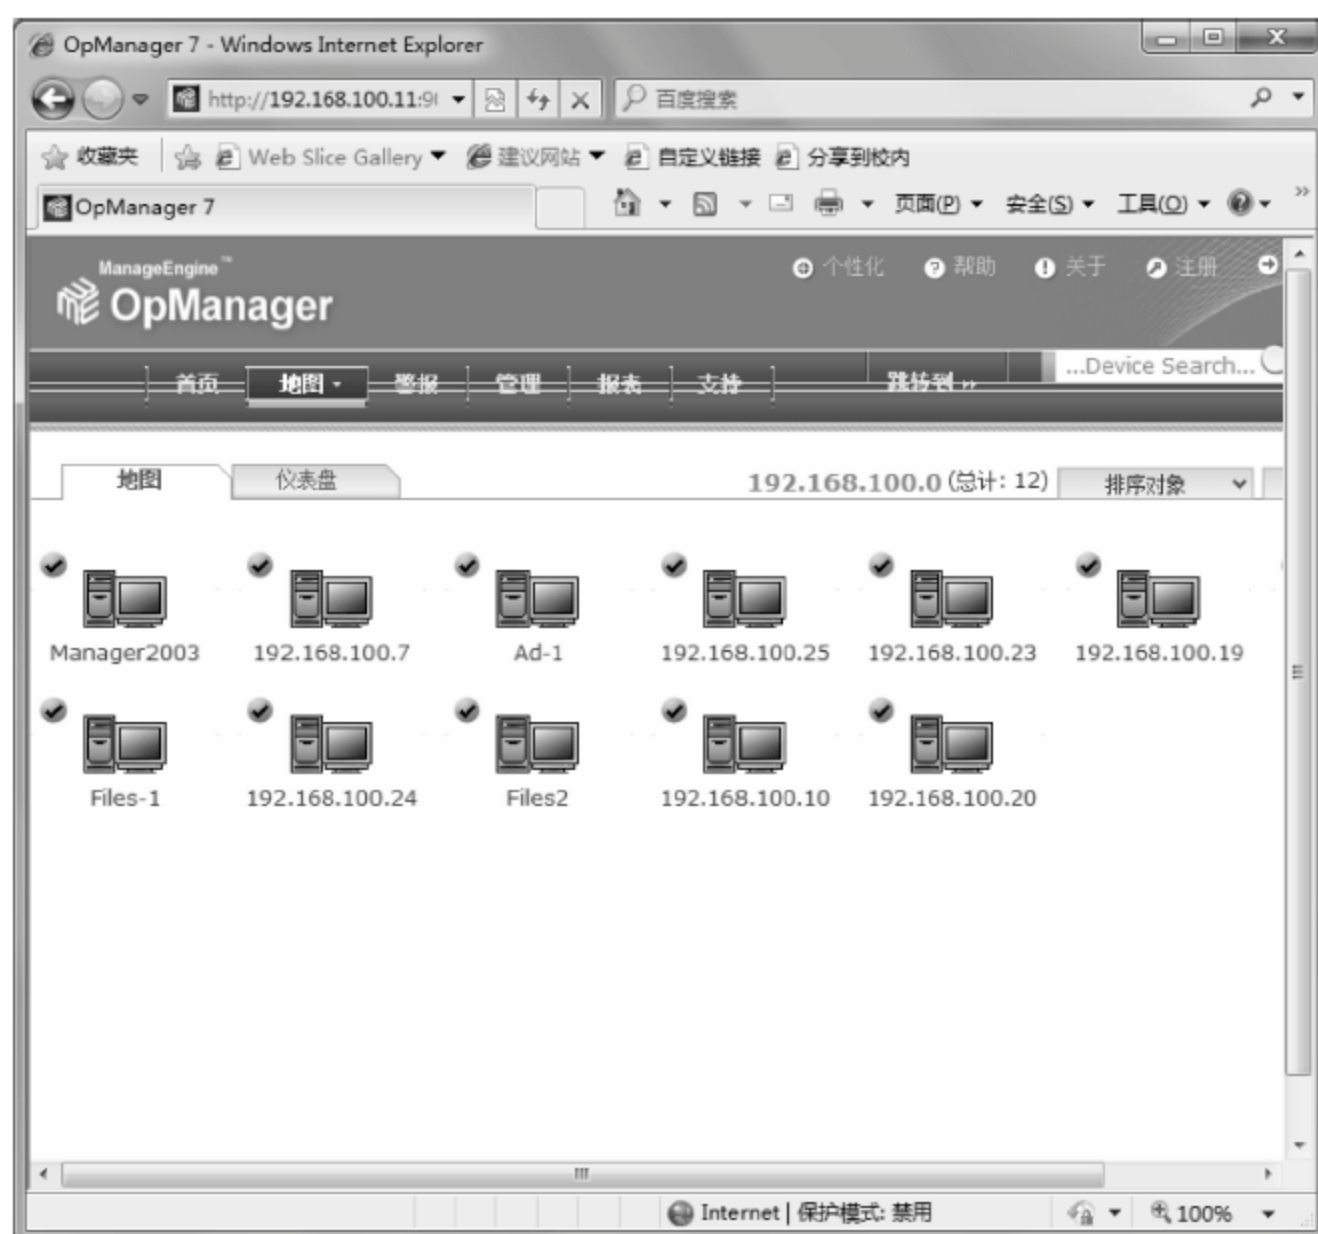 OpManager 7 - Windows Internet Explorer
http://192.168.100.11:9 百度搜索
收藏夹 Web Slice Gallery 建议网站 自定义链接 分享到校内
OpManager 7 页面(P) 安全(S) 工具(O) »
ManageEngine™ 个性化 帮助 关于 注册
OpManager
首页 地图 警报 管理 报表 支持 跳转到 ...Device Search...
地图 仪表盘 192.168.100.0 (总计: 12) 排序对象
Manager2003 192.168.100.7 Ad-1 192.168.100.25 192.168.100.23 192.168.100.19
Files-1 192.168.100.24 Files2 192.168.100.10 192.168.100.20
Internet | 保护模式: 禁用 100%